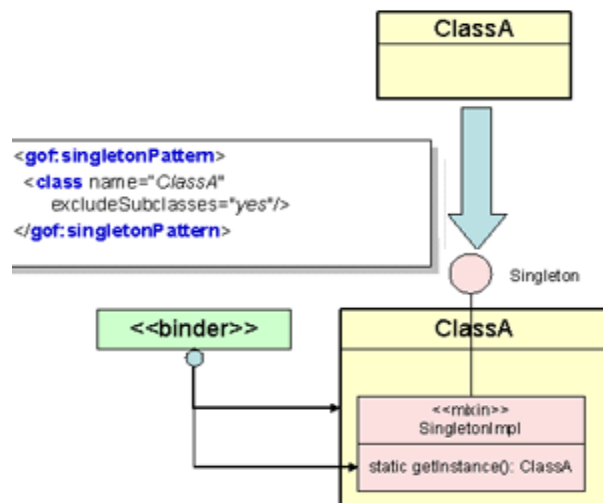 ClassA
<gof:singletonPattern>
<class name="ClassA"
excludeSubclasses="yes"/>
</gof:singletonPattern>
Singleton
<<binder>>
ClassA
<<mixin>>
SingletonImpl
static getInstance(): ClassA